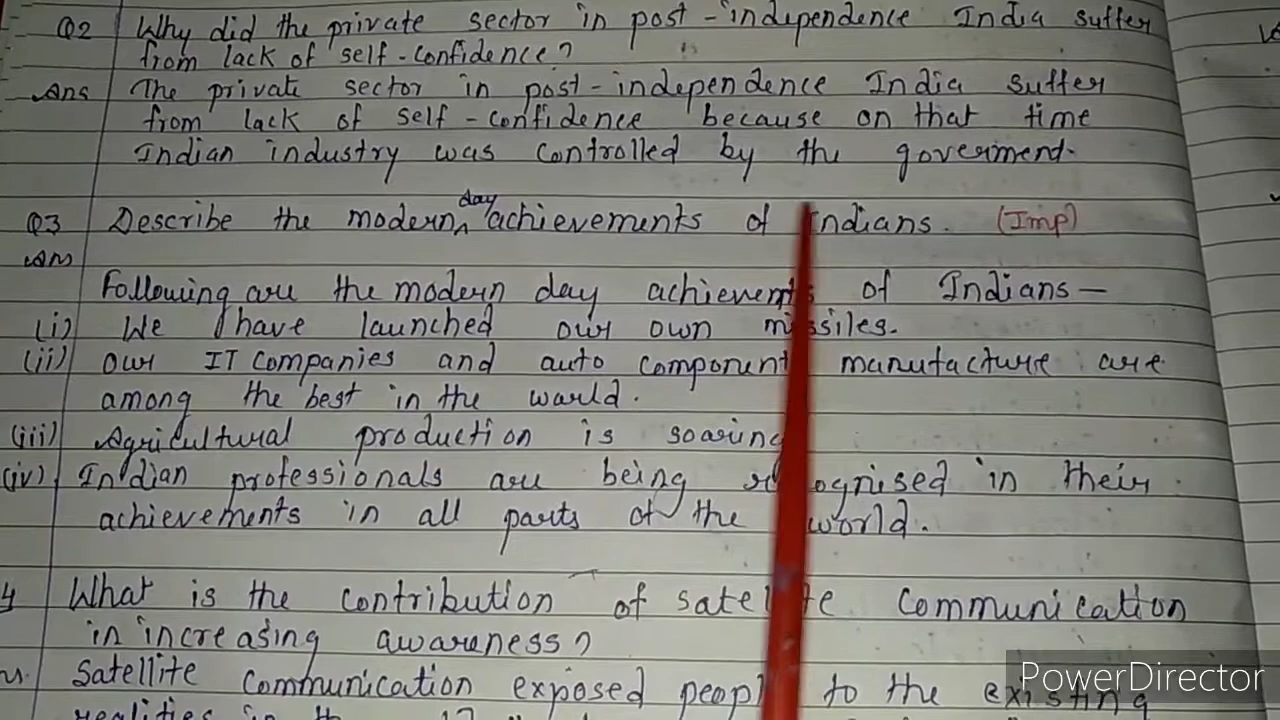 Q2 Why did the private sector in post-independence India suffer
from lack of self-confidence?
Ans The private sector in post-independence India suffer
from lack of self-confidence because on that time
Indian industry was controlled by the goverment.
Q3 Describe the modern day achievements of Indians. (Imp)
Ans
Following are the modern day achievements of Indians—
(i) We have launched our own missiles.
(ii) Our IT Companies and auto component manufacture are
among the best in the world.
(iii) Agricultural production is soaring
(iv) Indian professionals are being recognised in their
achievements in all parts of the world.
4 What is the contribution of satellite communication
in increasing awareness?
Satellite communication exposed people to the existing
realities in
PowerDirector